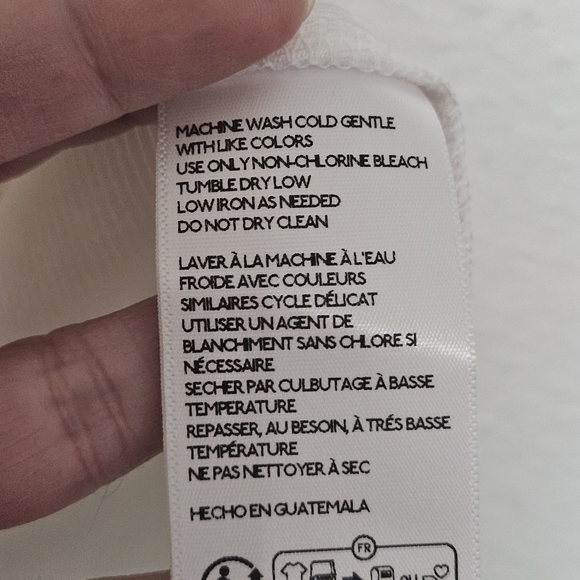 MACHINE WASH COLD GENTLE
WITH LIKE COLORS
USE ONLY NON-CHLORINE BLEACH
TUMBLE DRY LOW
LOW IRON AS NEEDED
DO NOT DRY CLEAN
LAVER À LA MACHINE À L'EAU
FROIDE AVEC COULEURS
SIMILAIRES CYCLE DÉLICAT
UTILISER UN AGENT DE
BLANCHIMENT SANS CHLORE SI
NÉCESSAIRE
SECHER PAR CULBUTAGE À BASSE
TEMPERATURE
REPASSER, AU BESOIN, À TRÉS BASSE
TEMPÉRATURE
NE PAS NETTOYER À SEC
HECHO EN GUATEMALA
FR
OU